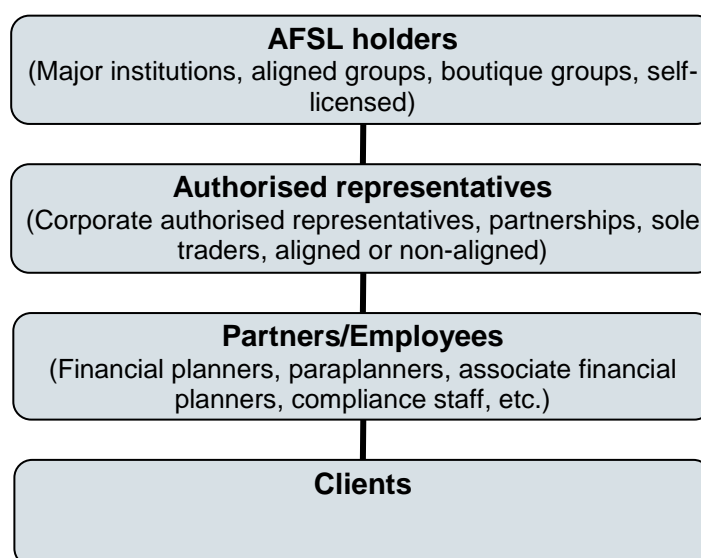 AFSL holders
(Major institutions, aligned groups, boutique groups, self-
licensed)
Authorised representatives
(Corporate authorised representatives, partnerships, sole
traders, aligned or non-aligned)
Partners/Employees
(Financial planners, paraplanners, associate financial
planners, compliance staff, etc.)
Clients